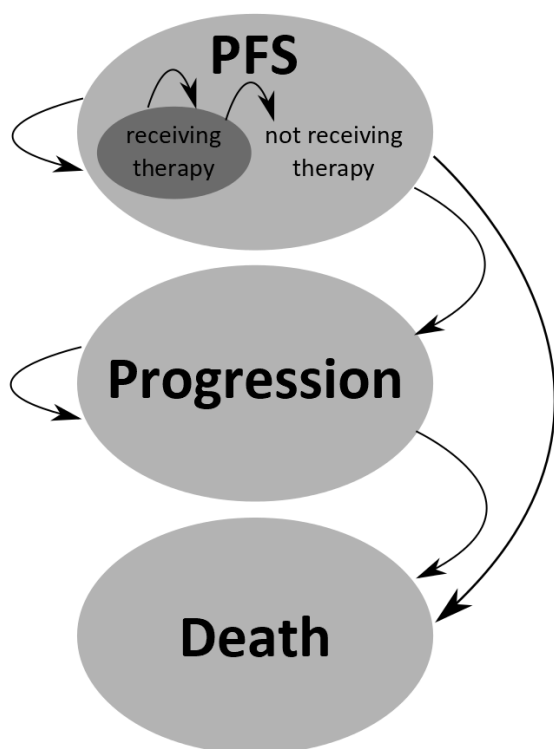 PFS
receiving not receiving
therapy therapy
Progression
Death